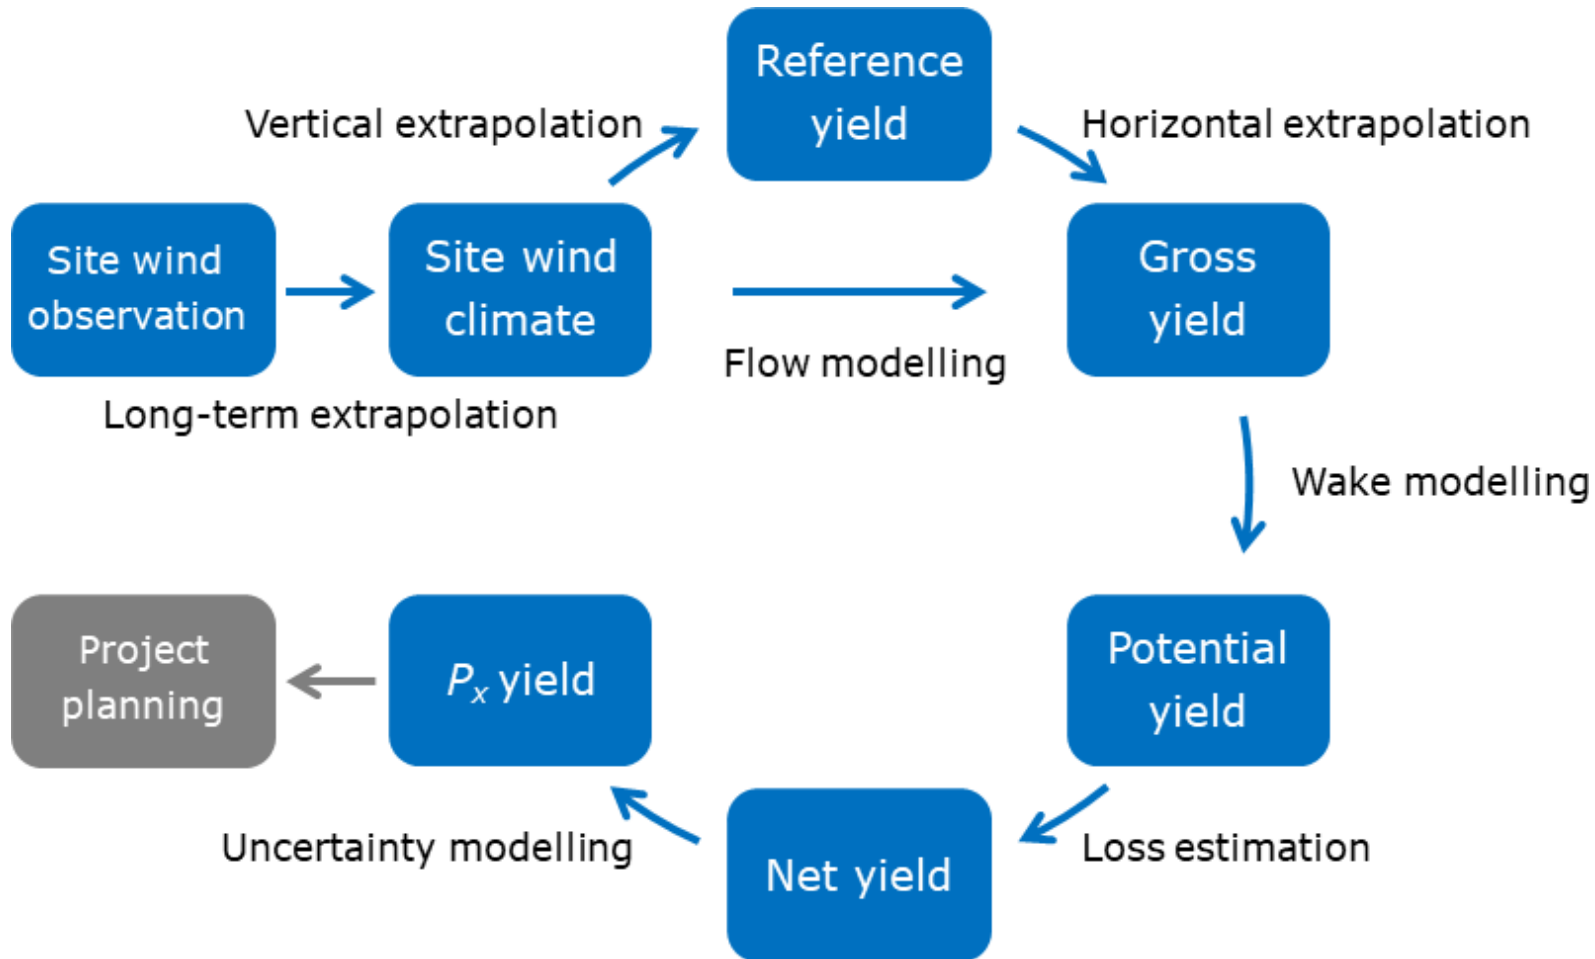 Reference
yield
Vertical extrapolation
Horizontal extrapolation
Site wind
observation
Site wind
climate
Gross
yield
Flow modelling
Long-term extrapolation
Wake modelling
Project
planning
Pₓ yield
Potential
yield
Uncertainty modelling
Net yield
Loss estimation